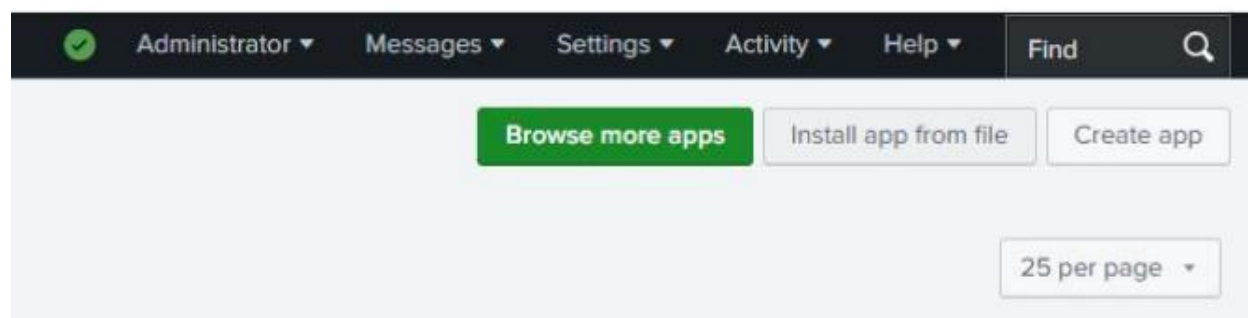 Administrator Messages Settings Activity Help Find
Browse more apps Install app from file Create app
25 per page